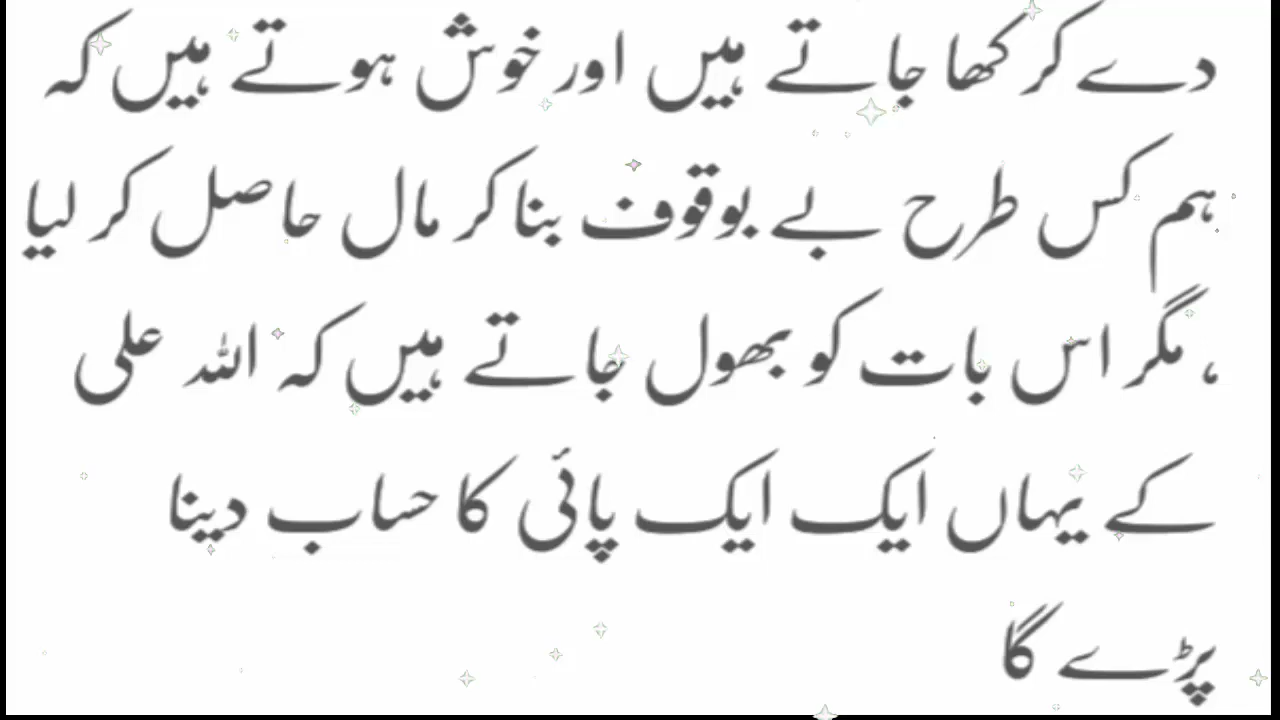 دے کر کھا جاتے ہیں اور خوش ہوتے ہیں کہ
ہم کس طرح بے بوقوف بنا کر مال حاصل کر لیا
، مگر اس بات کو بھول جاتے ہیں کہ اللہ علی
کے یہاں ایک ایک پائی کا حساب دینا
پڑے گا